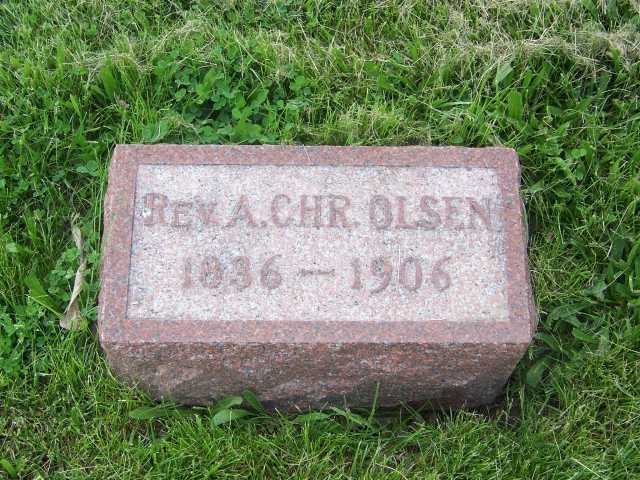 REV. A. CHR. OLSEN
1836 — 1906